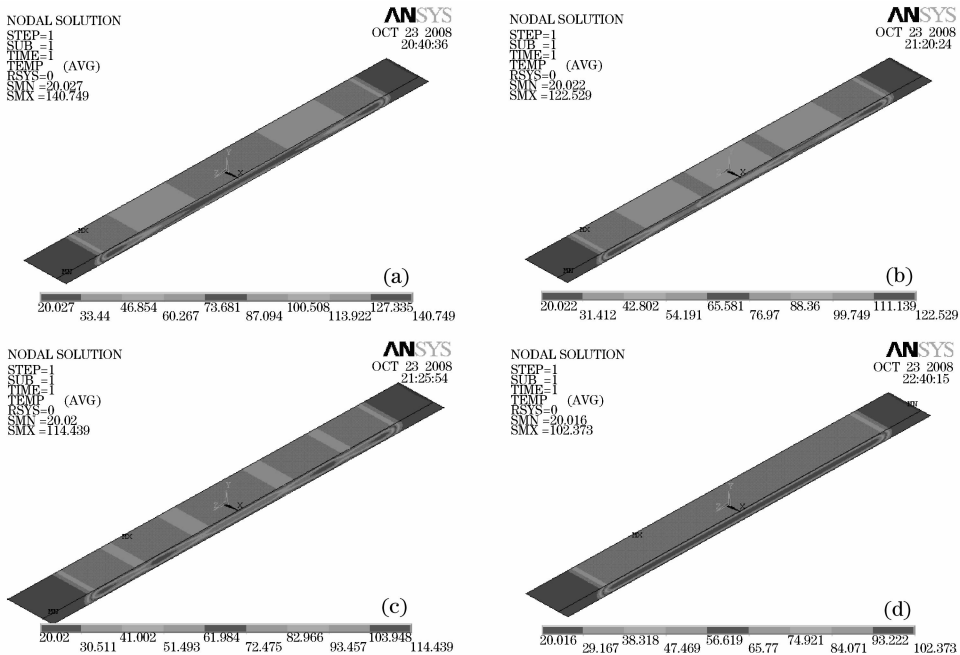 NODAL SOLUTION
STEP=1
SUB =1
TIME=1
TEMP (AVG)
RSYS=0
SMN =20.027
SMX =140.749
ANSYS
OCT 23 2008
20:40:36
MX
MN
Y
X
(a)
20.027 46.854 73.681 100.508 127.335
33.44 60.267 87.094 113.922 140.749
NODAL SOLUTION
STEP=1
SUB =1
TIME=1
TEMP (AVG)
RSYS=0
SMN =20.022
SMX =122.529
ANSYS
OCT 23 2008
21:20:24
MX
MN
Y
X
(b)
20.022 42.802 65.581 88.36 111.139
31.412 54.191 76.97 99.749 122.529
NODAL SOLUTION
STEP=1
SUB =1
TIME=1
TEMP (AVG)
RSYS=0
SMN =20.02
SMX =114.439
ANSYS
OCT 23 2008
21:25:54
Y
X
MX
MN
(c)
20.02 41.002 61.984 82.966 103.948
30.511 51.493 72.475 93.457 114.439
NODAL SOLUTION
STEP=1
SUB =1
TIME=1
TEMP (AVG)
RSYS=0
SMN =20.016
SMX =102.373
ANSYS
OCT 23 2008
22:40:15
MN
Y
X
MX
(d)
20.016 38.318 56.619 74.921 93.222
29.167 47.469 65.77 84.071 102.373